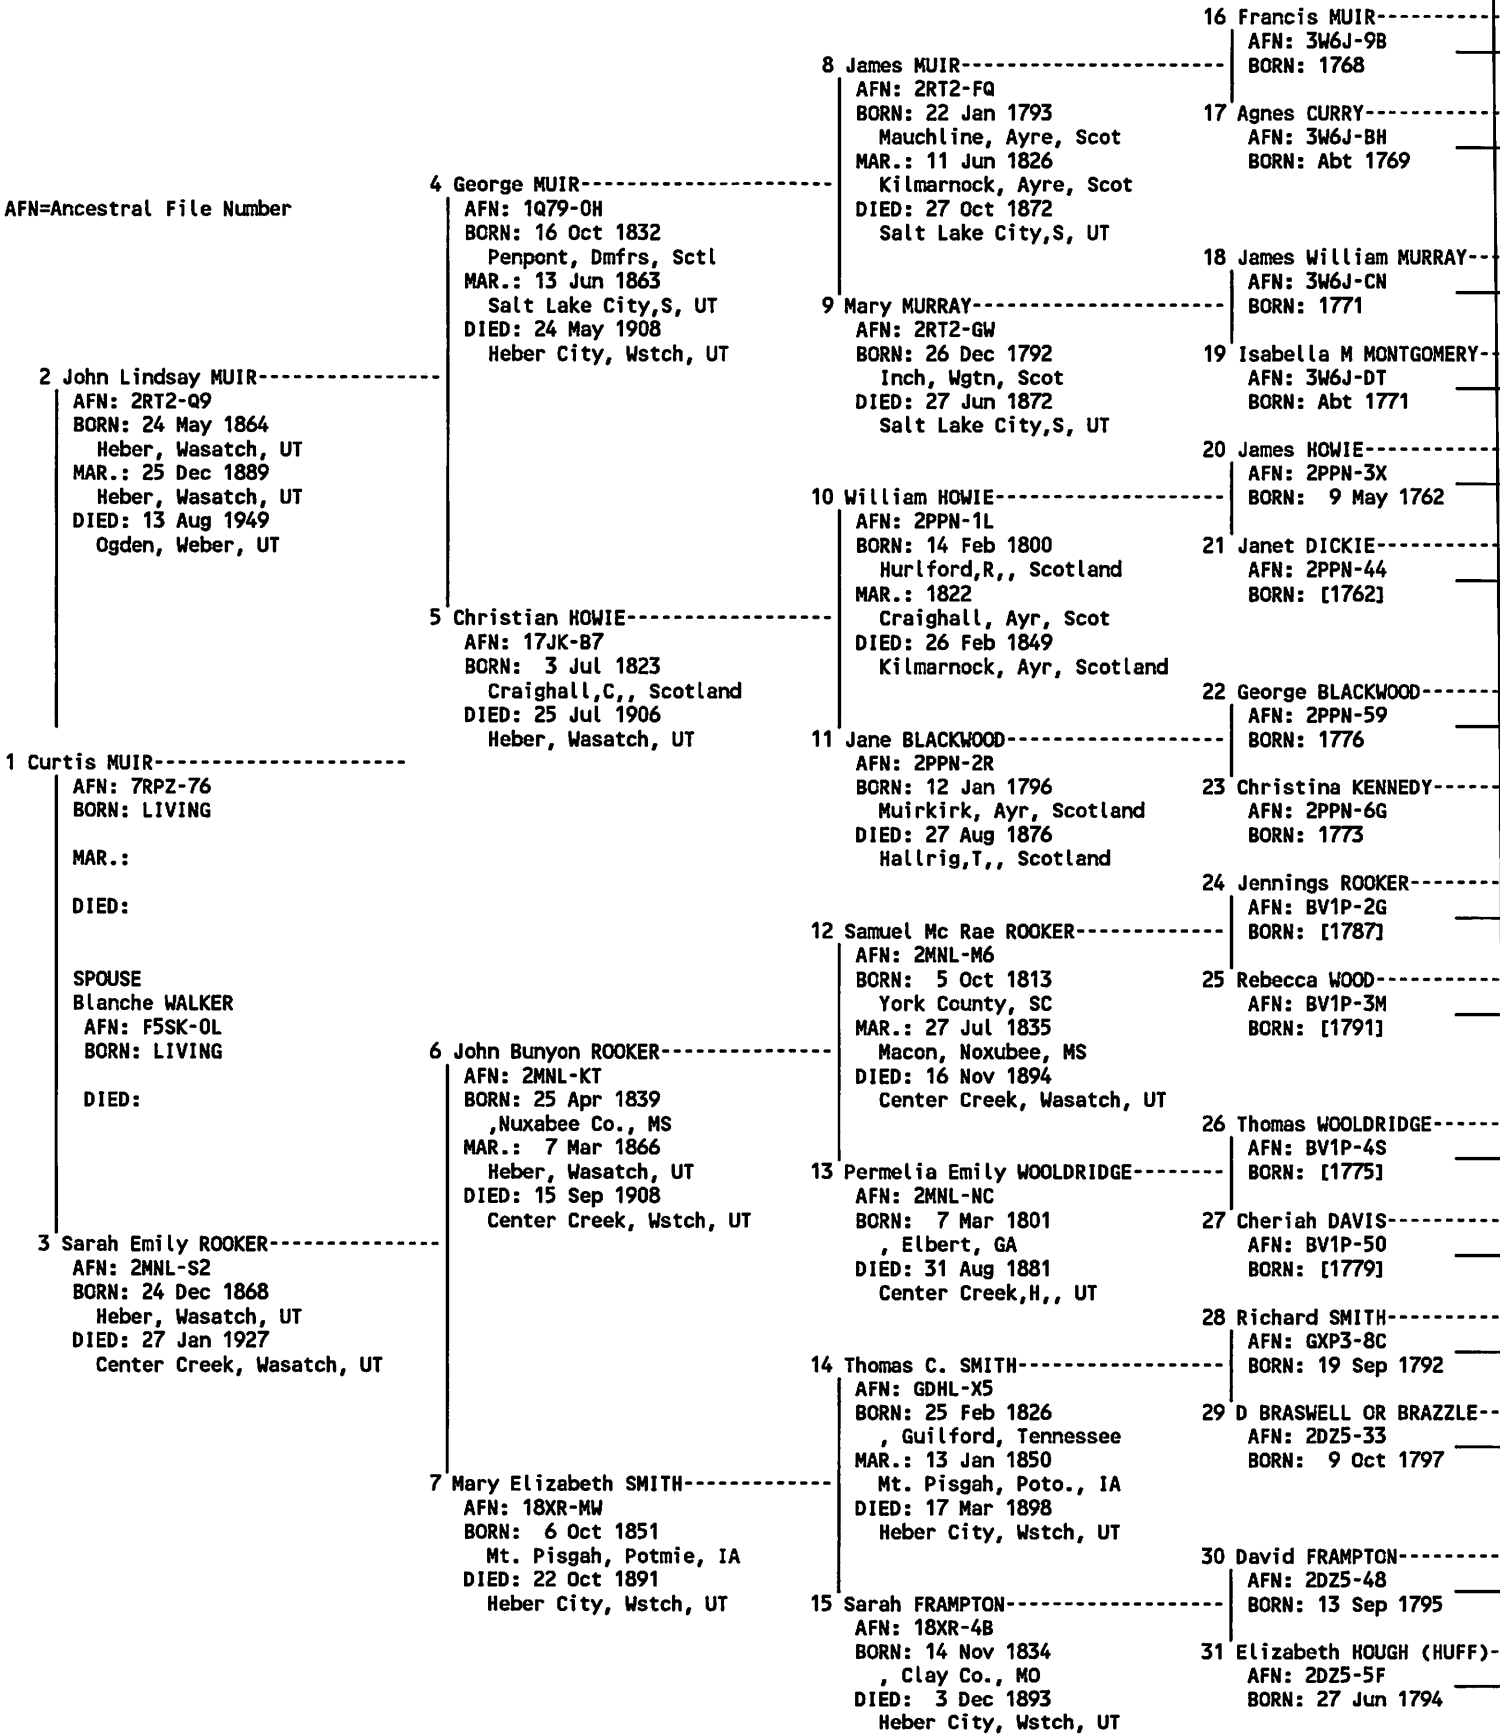 AFN=Ancestral File Number
1 Curtis MUIR---------------------
AFN: 7RPZ-76
BORN: LIVING
MAR.:
DIED:
SPOUSE
Blanche WALKER
AFN: F5SK-0L
BORN: LIVING
DIED:
2 John Lindsay MUIR---------------
AFN: 2RT2-Q9
BORN: 24 May 1864
Heber, Wasatch, UT
MAR.: 25 Dec 1889
Heber, Wasatch, UT
DIED: 13 Aug 1949
Ogden, Weber, UT
3 Sarah Emily ROOKER--------------
AFN: 2MNL-S2
BORN: 24 Dec 1868
Heber, Wasatch, UT
DIED: 27 Jan 1927
Center Creek, Wasatch, UT
4 George MUIR---------------------
AFN: 1Q79-0H
BORN: 16 Oct 1832
Penpont, Dmfrs, Sctl
MAR.: 13 Jun 1863
Salt Lake City,S, UT
DIED: 24 May 1908
Heber City, Wstch, UT
5 Christian HOWIE-----------------
AFN: 17JK-B7
BORN:  3 Jul 1823
Craighall,C,, Scotland
DIED: 25 Jul 1906
Heber, Wasatch, UT
6 John Bunyon ROOKER--------------
AFN: 2MNL-KT
BORN: 25 Apr 1839
,Nuxabee Co., MS
MAR.:  7 Mar 1866
Heber, Wasatch, UT
DIED: 15 Sep 1908
Center Creek, Wstch, UT
7 Mary Elizabeth SMITH------------
AFN: 18XR-MW
BORN:  6 Oct 1851
Mt. Pisgah, Potmie, IA
DIED: 22 Oct 1891
Heber City, Wstch, UT
8 James MUIR----------------------
AFN: 2RT2-FQ
BORN: 22 Jan 1793
Mauchline, Ayre, Scot
MAR.: 11 Jun 1826
Kilmarnock, Ayre, Scot
DIED: 27 Oct 1872
Salt Lake City,S, UT
9 Mary MURRAY---------------------
AFN: 2RT2-GW
BORN: 26 Dec 1792
Inch, Wgtn, Scot
DIED: 27 Jun 1872
Salt Lake City,S, UT
10 William HOWIE-------------------
AFN: 2PPN-1L
BORN: 14 Feb 1800
Hurlford,R,, Scotland
MAR.: 1822
Craighall, Ayr, Scot
DIED: 26 Feb 1849
Kilmarnock, Ayr, Scotland
11 Jane BLACKWOOD------------------
AFN: 2PPN-2R
BORN: 12 Jan 1796
Muirkirk, Ayr, Scotland
DIED: 27 Aug 1876
Hallrig,T,, Scotland
12 Samuel Mc Rae ROOKER------------
AFN: 2MNL-M6
BORN:  5 Oct 1813
York County, SC
MAR.: 27 Jul 1835
Macon, Noxubee, MS
DIED: 16 Nov 1894
Center Creek, Wasatch, UT
13 Permelia Emily WOOLDRIDGE-------
AFN: 2MNL-NC
BORN:  7 Mar 1801
, Elbert, GA
DIED: 31 Aug 1881
Center Creek,H,, UT
14 Thomas C. SMITH-----------------
AFN: GDHL-X5
BORN: 25 Feb 1826
, Guilford, Tennessee
MAR.: 13 Jan 1850
Mt. Pisgah, Poto., IA
DIED: 17 Mar 1898
Heber City, Wstch, UT
15 Sarah FRAMPTON------------------
AFN: 18XR-4B
BORN: 14 Nov 1834
, Clay Co., MO
DIED:  3 Dec 1893
Heber City, Wstch, UT
16 Francis MUIR----------
AFN: 3W6J-9B
BORN: 1768
17 Agnes CURRY-----------
AFN: 3W6J-BH
BORN: Abt 1769
18 James William MURRAY--
AFN: 3W6J-CN
BORN: 1771
19 Isabella M MONTGOMERY-
AFN: 3W6J-DT
BORN: Abt 1771
20 James HOWIE-----------
AFN: 2PPN-3X
BORN:  9 May 1762
21 Janet DICKIE----------
AFN: 2PPN-44
BORN: [1762]
22 George BLACKWOOD------
AFN: 2PPN-59
BORN: 1776
23 Christina KENNEDY-----
AFN: 2PPN-6G
BORN: 1773
24 Jennings ROOKER-------
AFN: BV1P-2G
BORN: [1787]
25 Rebecca WOOD----------
AFN: BV1P-3M
BORN: [1791]
26 Thomas WOOLDRIDGE-----
AFN: BV1P-4S
BORN: [1775]
27 Cheriah DAVIS---------
AFN: BV1P-50
BORN: [1779]
28 Richard SMITH---------
AFN: GXP3-8C
BORN: 19 Sep 1792
29 D BRASWELL OR BRAZZLE--
AFN: 2DZ5-33
BORN:  9 Oct 1797
30 David FRAMPTON--------
AFN: 2DZ5-48
BORN: 13 Sep 1795
31 Elizabeth HOUGH (HUFF)-
AFN: 2DZ5-5F
BORN: 27 Jun 1794